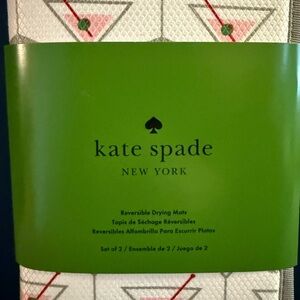 kate spade
NEW YORK
Reversible Drying Mats
Tapis de Séchage Réversibles
Reversibles Alfombrilla Para Escurrir Platos
Set of 2 / Ensemble de 2 / Juego de 2